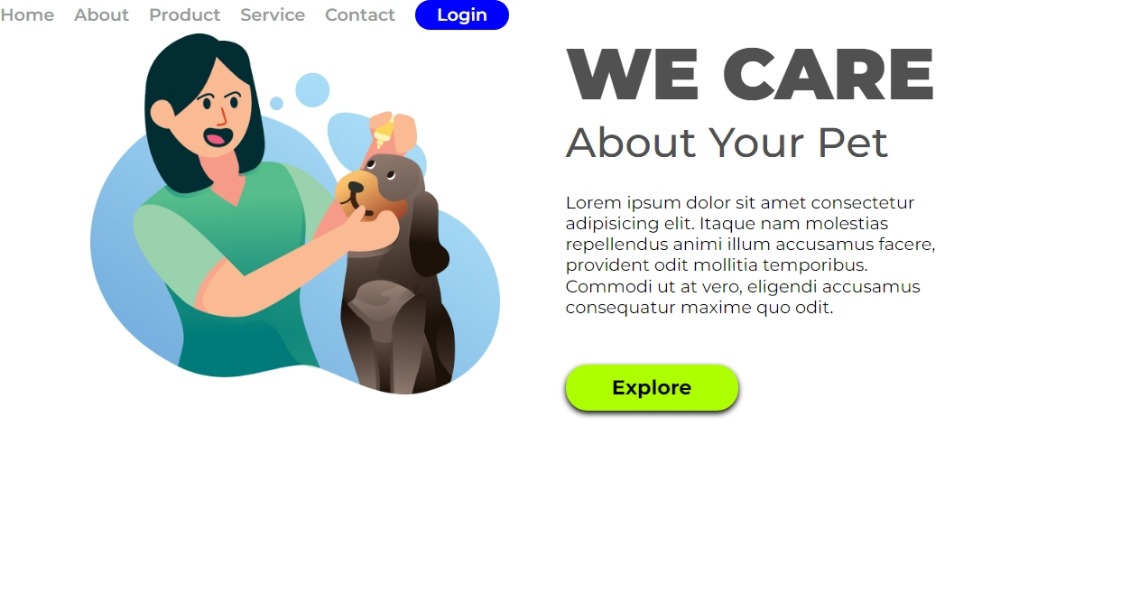 Home About Product Service Contact Login
WE CARE
About Your Pet
Lorem ipsum dolor sit amet consectetur
adipisicing elit. Itaque nam molestias
repellendus animi illum accusamus facere,
provident odit mollitia temporibus.
Commodi ut at vero, eligendi accusamus
consequatur maxime quo odit.
Explore